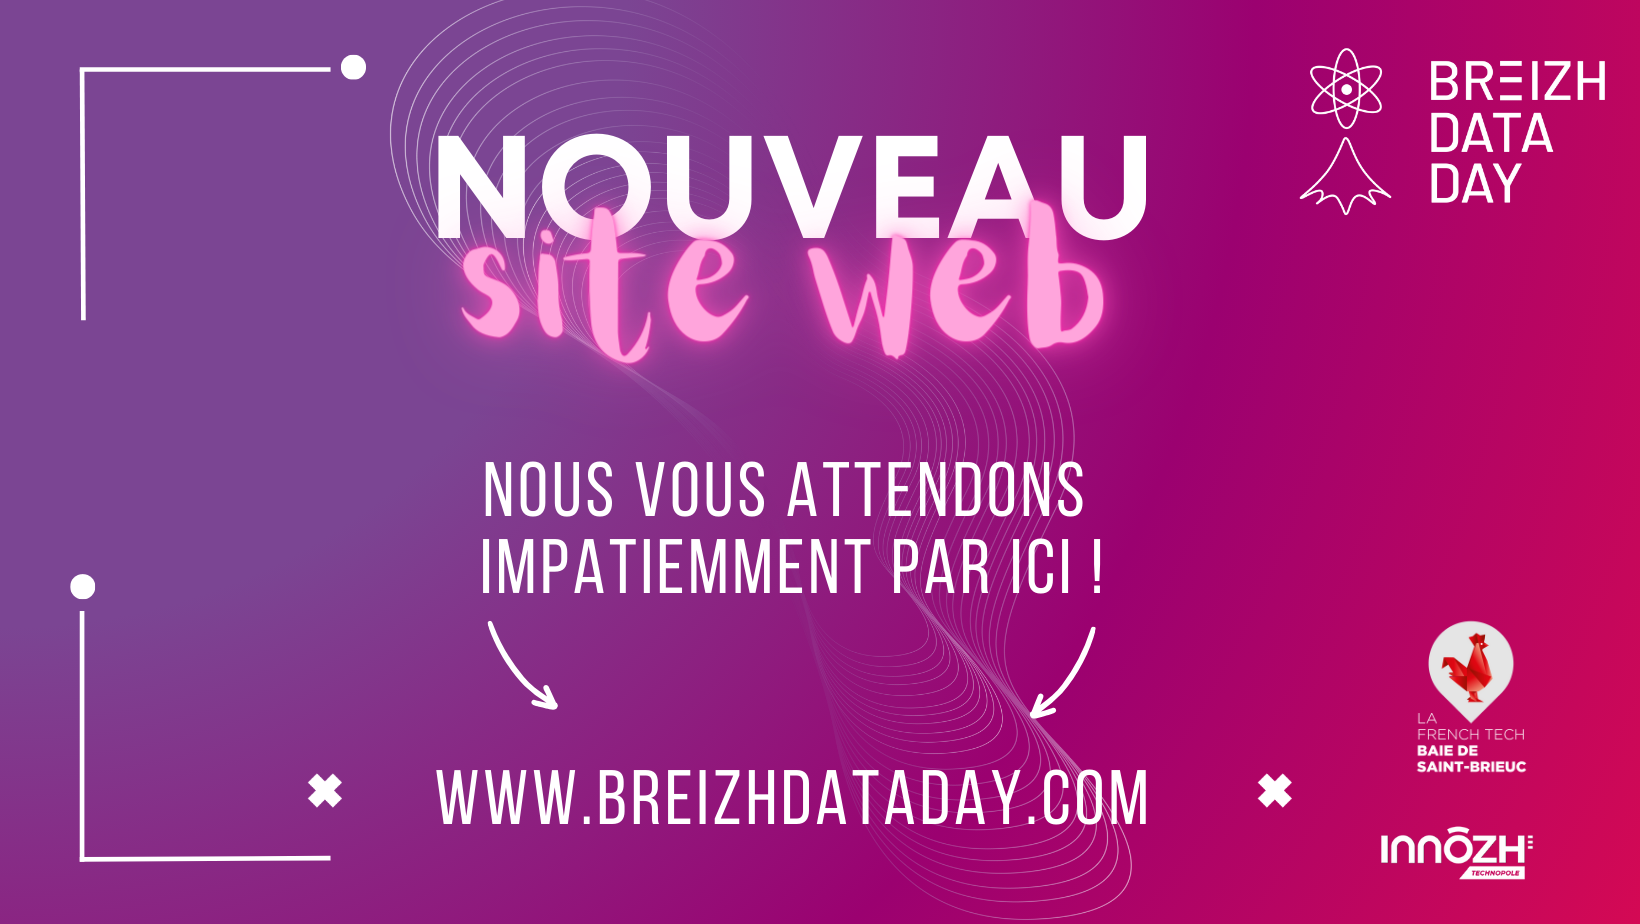 NOUVEAU
site web
BREIZH
DATA
DAY
NOUS VOUS ATTENDONS
IMPATIEMMENT PAR ICI !
WWW.BREIZHDATADAY.COM
LA
FRENCH TECH
BAIE DE
SAINT-BRIEUC
INNÔZH
TECHNOPOLE